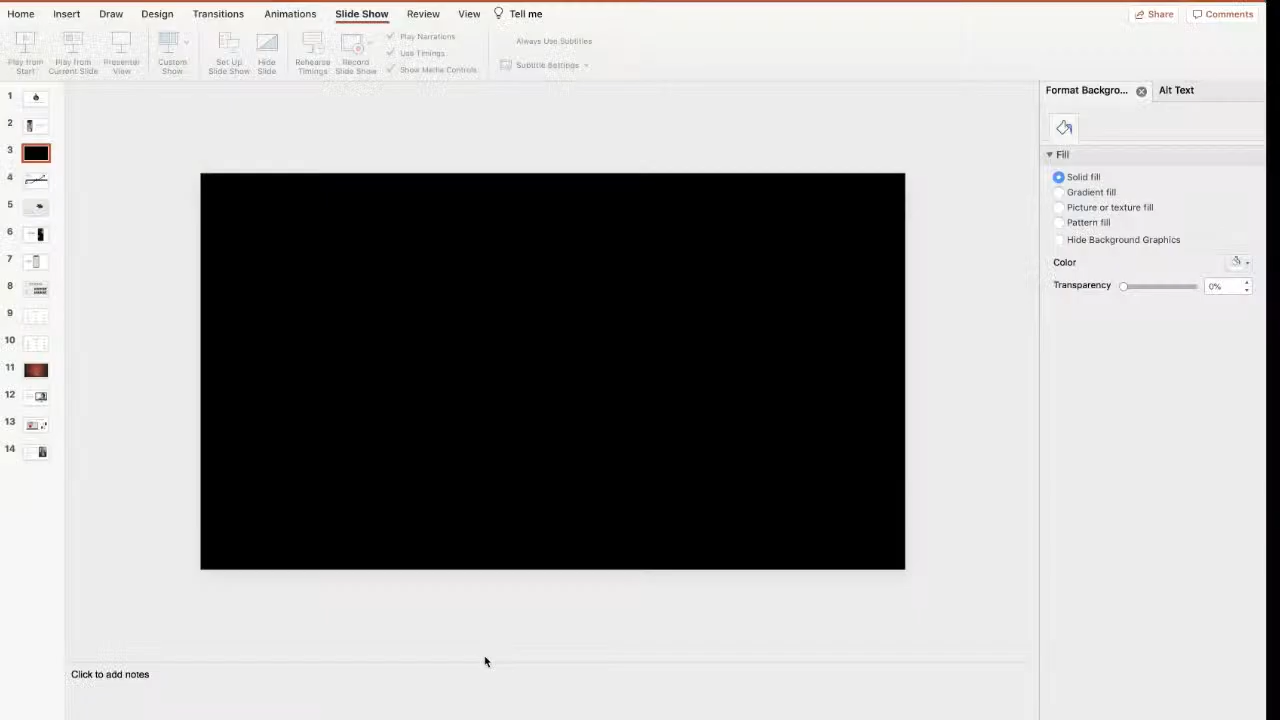 Home Insert Draw Design Transitions Animations Slide Show Review View Tell me Share Comments
Play from Start
Play from Current Slide
Presenter View
Custom Show
Set Up Slide Show
Hide Slide
Rehearse Timings
Record Slide Show
Play Narrations
Use Timings
Show Media Controls
Always Use Subtitles
Subtitle Settings
1
2
3
4
5
6
7
8
9
10
11
12
13
14
Click to add notes
Format Backgro... Alt Text
Fill
Solid fill
Gradient fill
Picture or texture fill
Pattern fill
Hide Background Graphics
Color
Transparency 0%